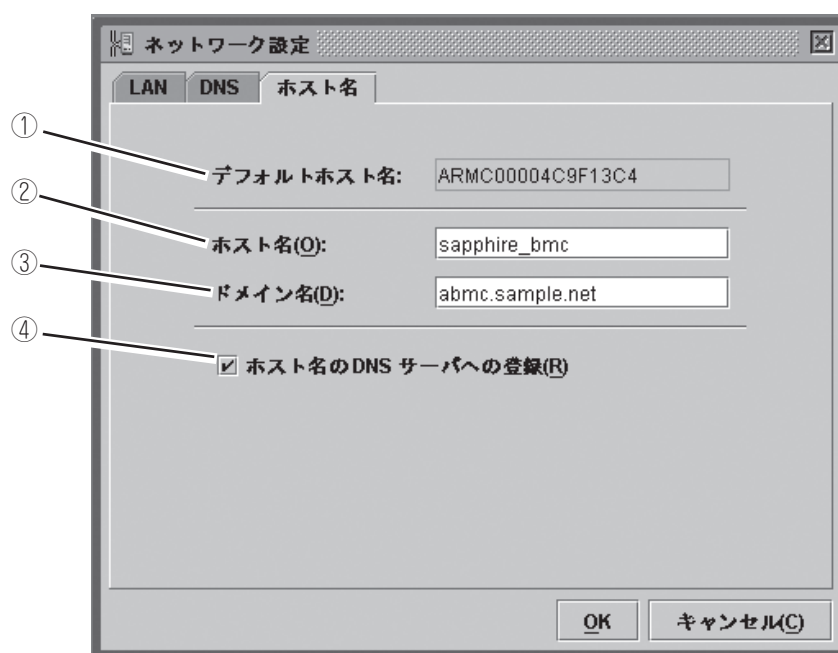 ネットワーク設定
LAN DNS ホスト名
① デフォルトホスト名: ARMC00004C9F13C4
② ホスト名(O): sapphire_bmc
③ ドメイン名(D): abmc.sample.net
④ ホスト名のDNS サーバへの登録(R)
OK キャンセル(C)